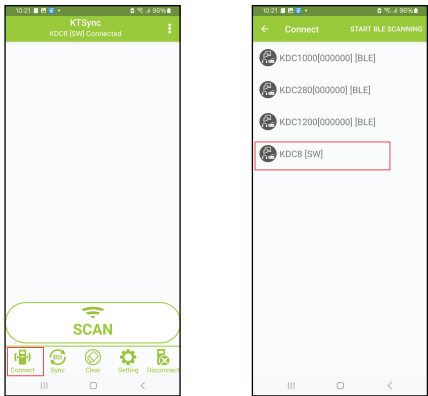 10:21
96%
KTSync
KDC8 [SW] Connected
SCAN
Connect Sync Clear Setting Disconnect
10:21
96%
Connect START BLE SCANNING
KDC1000[000000] [BLE]
KDC280[000000] [BLE]
KDC1200[000000] [BLE]
KDC8 [SW]